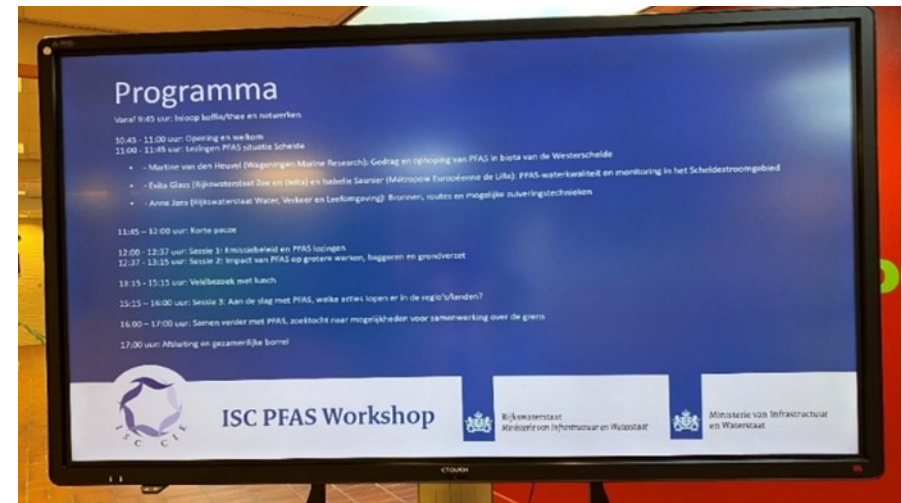 Programma
Vanaf 9:45 uur: Inloop koffie/thee en netwerken
10:45 - 11:00 uur: Opening en welkom
11:00 - 11:45 uur: Lezingen PFAS situatie Schelde
• - Martine van den Heuvel (Wageningen Marine Research): Gedrag en ophoping van PFAS in biota van de Westerschelde
• - Evita Glass (Rijkswaterstaat Zee en Delta) en Isabelle Saunier (Métropole Européenne de Lille): PFAS-waterkwaliteit en monitoring in het Scheldestroomgebied
• - Anne Jans (Rijkswaterstaat Water, Verkeer en Leefomgeving): Bronnen, routes en mogelijke zuiveringstechnieken
11:45 – 12:00 uur: Korte pauze
12:00 - 12:37 uur: Sessie 1: Emissiebeleid en PFAS lozingen
12:37 - 13:15 uur: Sessie 2: Impact van PFAS op grotere werken, baggeren en grondverzet
13:15 - 15:15 uur: Veldbezoek met lunch
15:15 – 16:00 uur: Sessie 3: Aan de slag met PFAS, welke acties lopen er in de regio's/landen?
16:00 – 17:00 uur: Samen verder met PFAS, zoektocht naar mogelijkheden voor samenwerking over de grens
17:00 uur: Afsluiting en gezamenlijke borrel
ISC CIE
ISC PFAS Workshop
Rijkswaterstaat
Ministerie van Infrastructuur en Waterstaat
Ministerie van Infrastructuur
en Waterstaat
CTOUCH
JBL